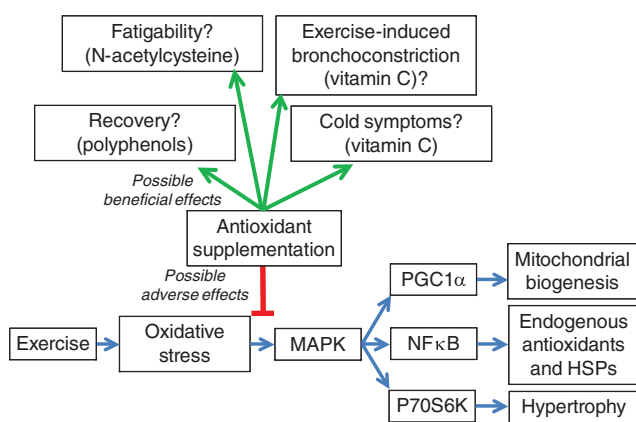 Fatigability?
(N-acetylcysteine)
Exercise-induced
bronchoconstriction
(vitamin C)?
Recovery?
(polyphenols)
Cold symptoms?
(vitamin C)
Possible
beneficial effects
Antioxidant
supplementation
Possible
adverse effects
Exercise
Oxidative
stress
MAPK
PGC1α
Mitochondrial
biogenesis
NFκB
Endogenous
antioxidants
and HSPs
P70S6K
Hypertrophy